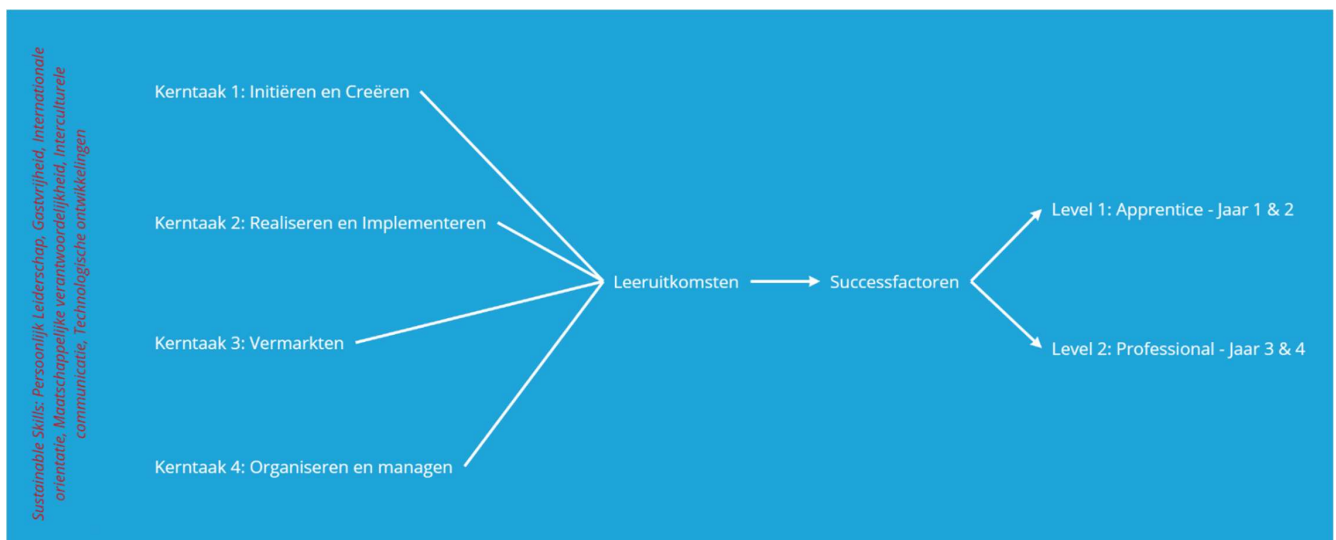 Sustainable Skills: Persoonlijk Leiderschap, Gastvrijheid, Internationale
orientatie, Maatschappelijke verantwoordelijkheid, Interculturele
communicatie, Technologische ontwikkelingen
Kerntaak 1: Initiëren en Creëren
Kerntaak 2: Realiseren en Implementeren
Kerntaak 3: Vermarkten
Kerntaak 4: Organiseren en managen
Leeruitkomsten
Successfactoren
Level 1: Apprentice - Jaar 1 & 2
Level 2: Professional - Jaar 3 & 4